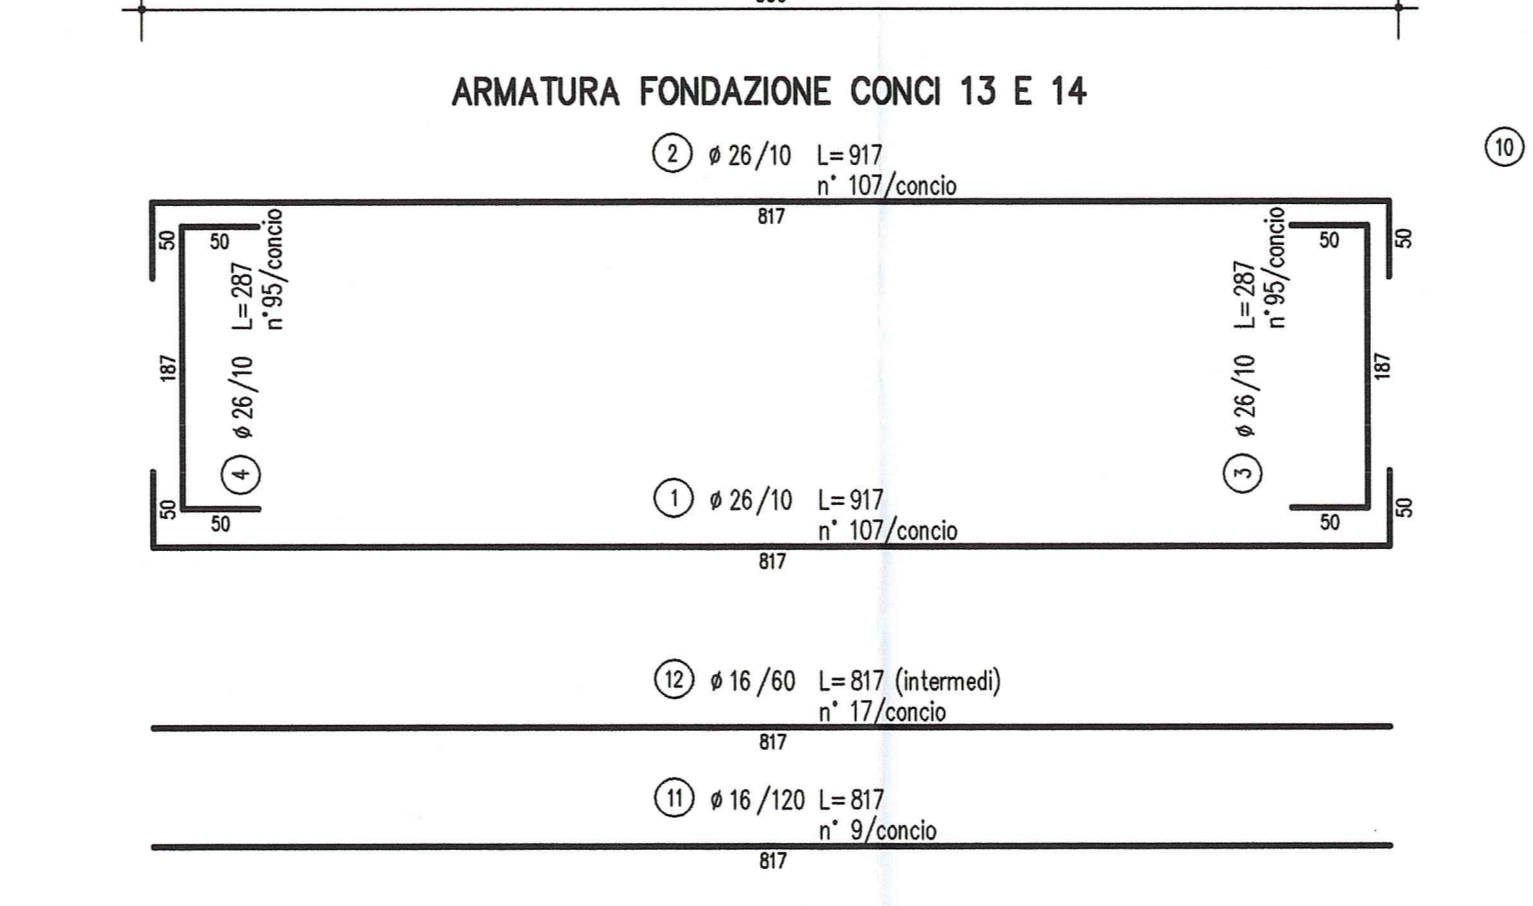 ARMATURA FONDAZIONE CONCI 13 E 14
2 ø 26/10 L=917
n° 107/concio
817
10
50
50
50
50
L=287
n°95/concio
L=287
n°95/concio
187
ø 26/10
4
187
ø 26/10
3
50
50
50
50
1 ø 26/10 L=917
n° 107/concio
817
12 ø 16/60 L=817 (intermedi)
n° 17/concio
817
11 ø 16/120 L=817
n° 9/concio
817